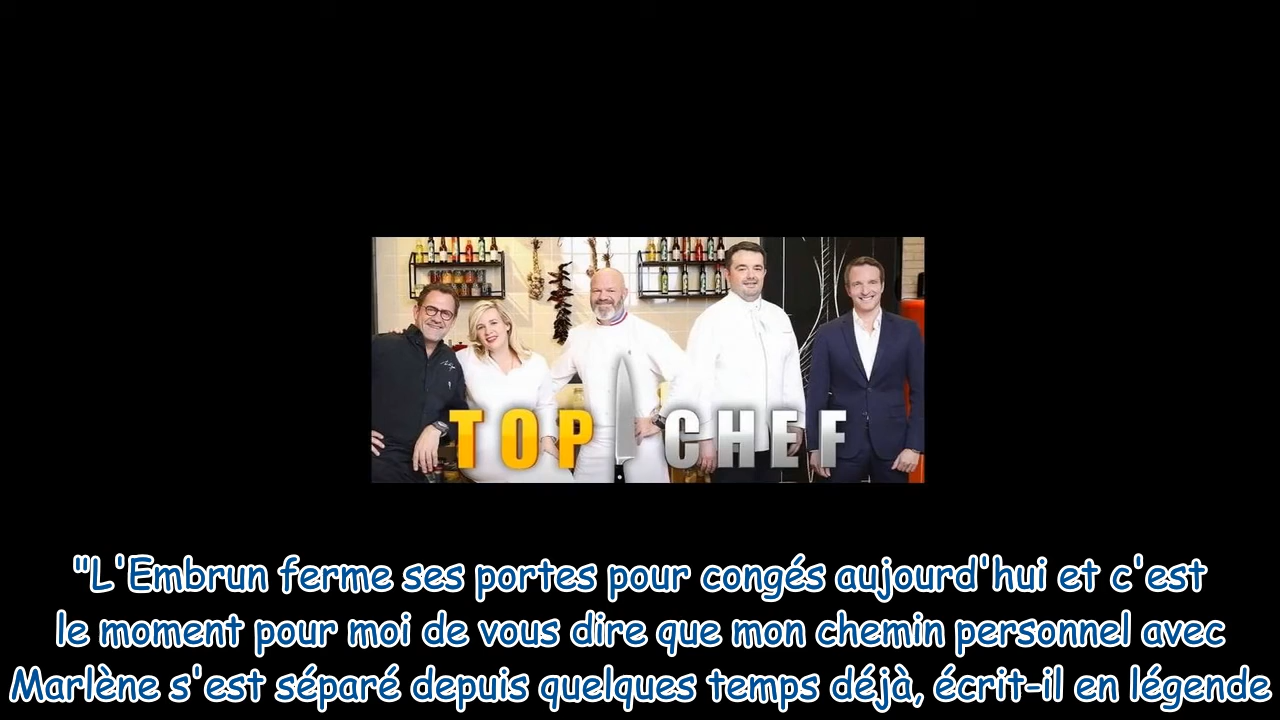 TOP CHEF
"L'Embrun ferme ses portes pour congés aujourd'hui et c'est
le moment pour moi de vous dire que mon chemin personnel avec
Marlène s'est séparé depuis quelques temps déjà, écrit-il en légende